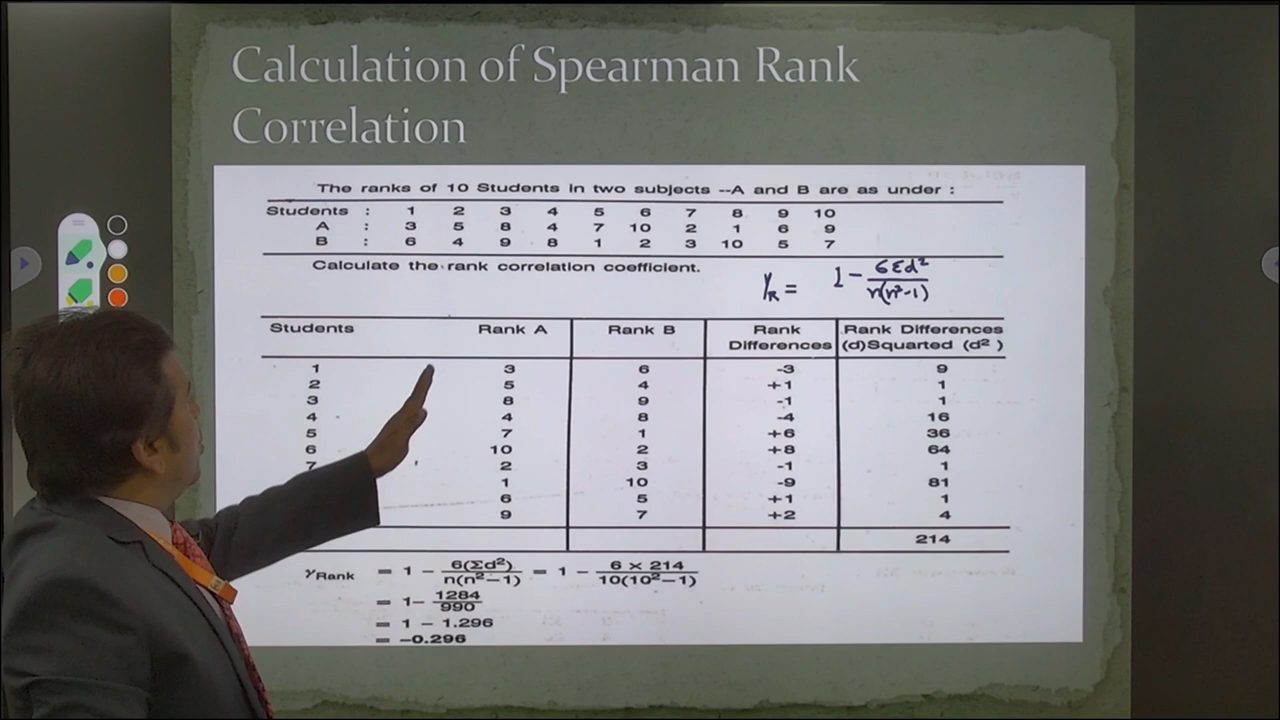 Calculation of Spearman Rank
Correlation
The ranks of 10 Students in two subjects --A and B are as under :
Students : 1 2 3 4 5 6 7 8 9 10
A : 3 5 8 4 7 10 2 1 6 9
B : 6 4 9 8 1 2 3 10 5 7
Calculate the rank correlation coefficient.
γR = 1 - 6Σd² / n(n²-1)
Students Rank A Rank B Rank Differences Rank Differences
(d)Squarted (d²)
1 3 6 -3 9
2 5 4 +1 1
3 8 9 -1 1
4 4 8 -4 16
5 7 1 +6 36
6 10 2 +8 64
7 2 3 -1 1
1 10 -9 81
6 5 +1 1
9 7 +2 4
214
γRank = 1 - 6(Σd²) / n(n²-1) = 1 - 6 × 214 / 10(10²-1)
= 1- 1284 / 990
= 1 - 1.296
= -0.296